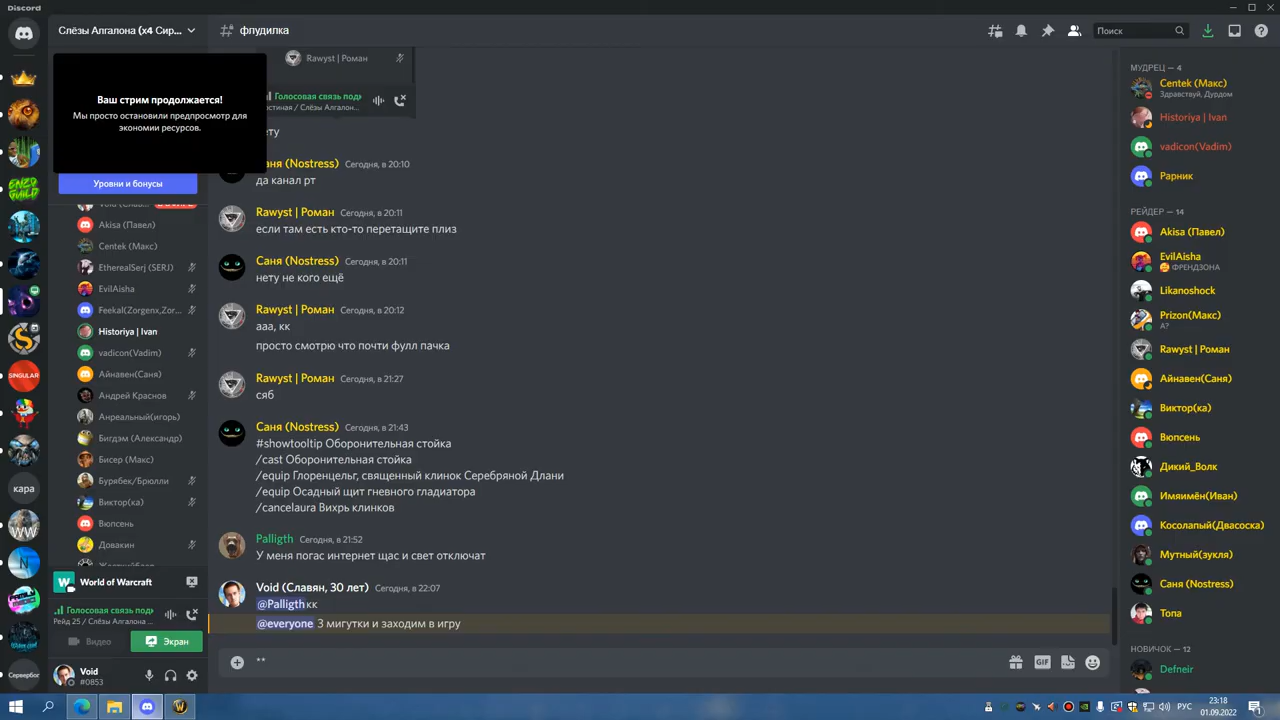 Discord
Слёзы Алгалона (x4 Сир...
флудилка
Поиск
Ваш стрим продолжается!
Мы просто остановили предпросмотр для
экономии ресурсов.
Уровни и бонусы
Akisa (Павел)
Centek (Макс)
EtherealSerj (SERJ)
EvilAisha
Feekal(Zorgenx,Zor...
Historiya | Ivan
vadicon(Vadim)
Айнавен(Саня)
Андрей Краснов
Анреальный(игорь)
Бигдэм (Александр)
Бисер (Макс)
Бурябек/Брюлли
Виктор(ка)
Вюпсень
Довакин
World of Warcraft
Голосовая связь подк
Рейд 25 / Слёзы Алгалона ...
Видео
Экран
Void
#0853
SINGULAR
кара
Серверbor
Rawyst | Роман
Голосовая связь подк
остиная / Слёзы Алгалон...
ету
Саня (Nostress) Сегодня, в 20:10
да канал рт
Rawyst | Роман Сегодня, в 20:11
если там есть кто-то перетащите плиз
Саня (Nostress) Сегодня, в 20:11
нету не кого ещё
Rawyst | Роман Сегодня, в 20:12
ааа, кк
просто смотрю что почти фулл пачка
Rawyst | Роман Сегодня, в 21:27
сяб
Саня (Nostress) Сегодня, в 21:43
#showtooltip Оборонительная стойка
/cast Оборонительная стойка
/equip Глоренцельг, священный клинок Серебряной Длани
/equip Осадный щит гневного гладиатора
/cancelaura Вихрь клинков
Palligth Сегодня, в 21:52
У меня погас интернет щас и свет отключат
Void (Славян, 30 лет) Сегодня, в 22:07
@Palligth кк
@everyone 3 мигутки и заходим в игру
**
GIF
МУДРЕЦ — 4
Centek (Макс)
Здравствуй, Дурдом
Historiya | Ivan
vadicon(Vadim)
Рарник
РЕЙДЕР — 14
Akisa (Павел)
EvilAisha
ФРЕНДЗОНА
Likanoshock
Prizon(Макс)
А?
Rawyst | Роман
Айнавен(Саня)
Виктор(ка)
Вюпсень
Дикий_Волк
Имяимён(Иван)
Косолапый(Двасоска)
Мутный(зукля)
Саня (Nostress)
Топа
НОВИЧОК — 12
Defneir
РУС
23:18
01.09.2022